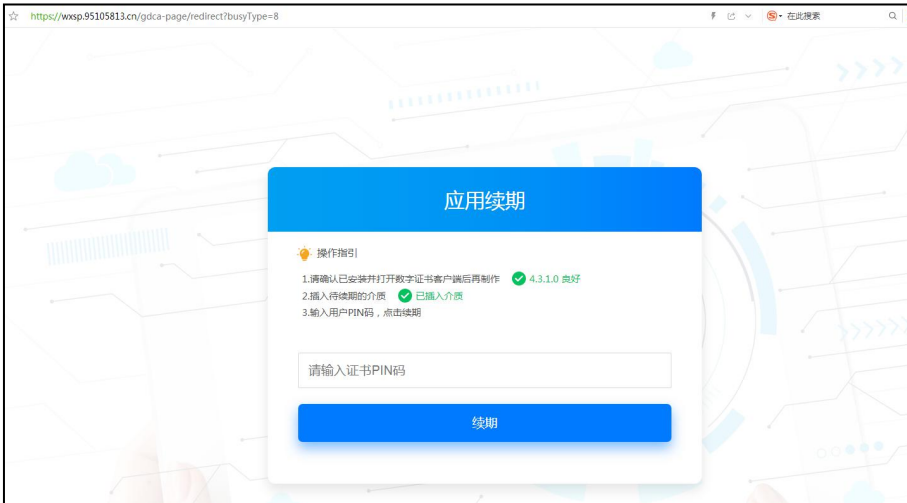 https://wxsp.95105813.cn/gdca-page/redirect?busyType=8
在此搜索
应用续期
操作指引
1.请确认已安装并打开数字证书客户端后再制作 4.3.1.0 良好
2.插入待续期的介质 已插入介质
3.输入用户PIN码，点击续期
请输入证书PIN码
续期